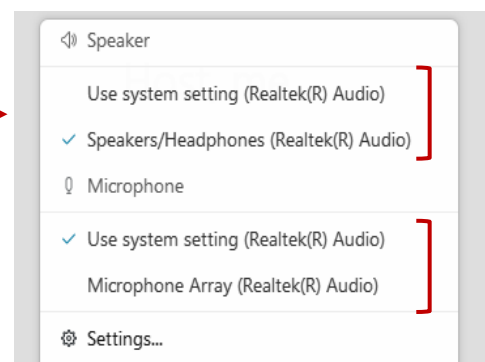 Speaker
Use system setting (Realtek(R) Audio)
Speakers/Headphones (Realtek(R) Audio)
Microphone
Use system setting (Realtek(R) Audio)
Microphone Array (Realtek(R) Audio)
Settings...